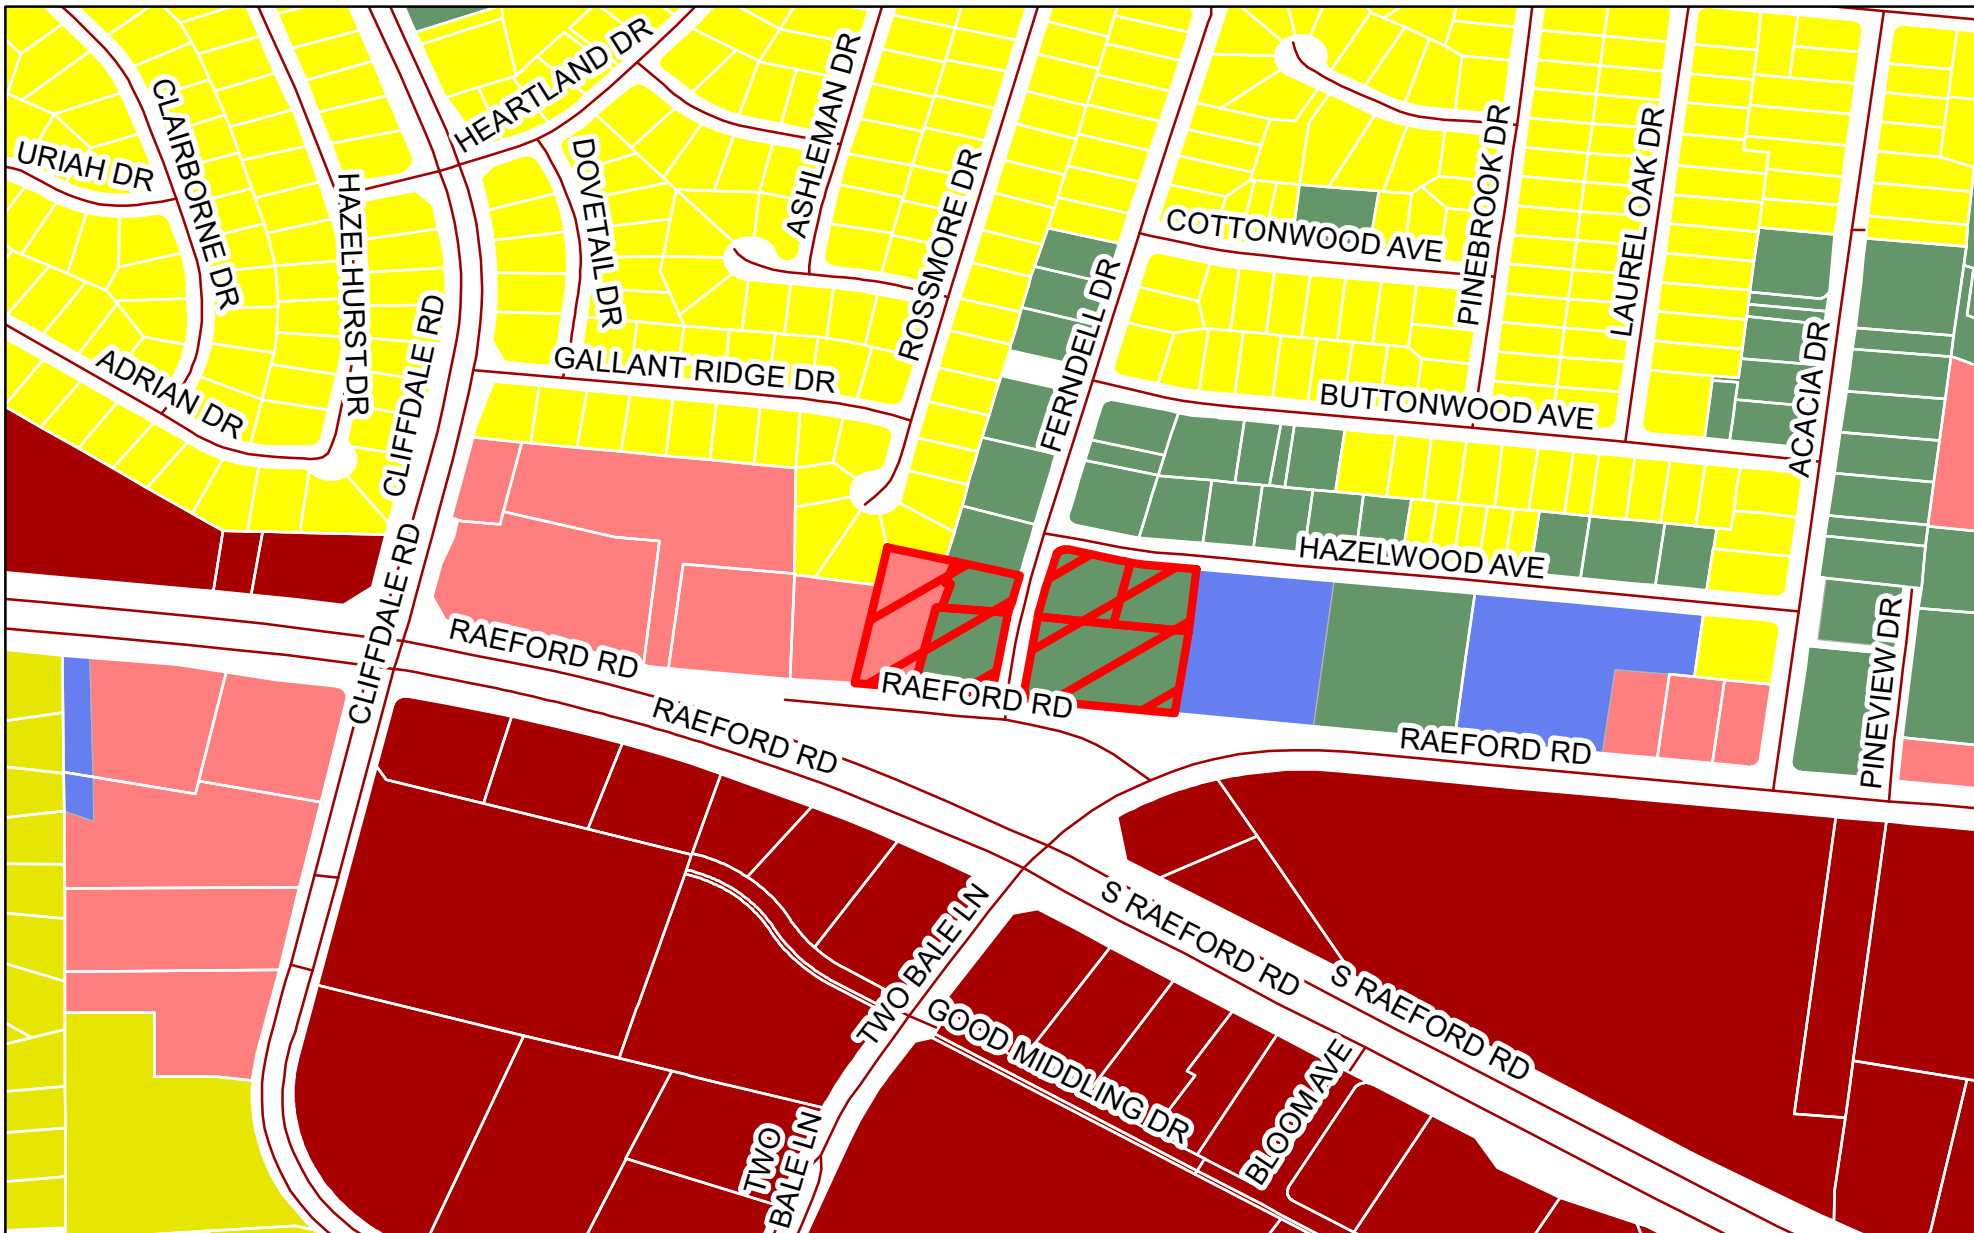 HEARTLAND DR
CLAIRBORNE DR
URIAH DR
ASHLEMAN DR
DOVETAIL DR
HAZELHURST DR
ROSSMORE DR
PINEBROOK DR
LAUREL OAK DR
COTTONWOOD AVE
FERNDELL DR
CLIFFDALE RD
ADRIAN DR
GALLANT RIDGE DR
BUTTONWOOD AVE
ACACIA DR
CLIFFDALE RD
HAZELWOOD AVE
CLIFFDALE RD
RAEFORD RD
RAEFORD RD
RAEFORD RD
RAEFORD RD
PINEVIEW DR
S RAEFORD RD
S RAEFORD RD
TWO BALE LN
GOOD MIDDLING DR
BLOOM AVE
TWO
BALE LN